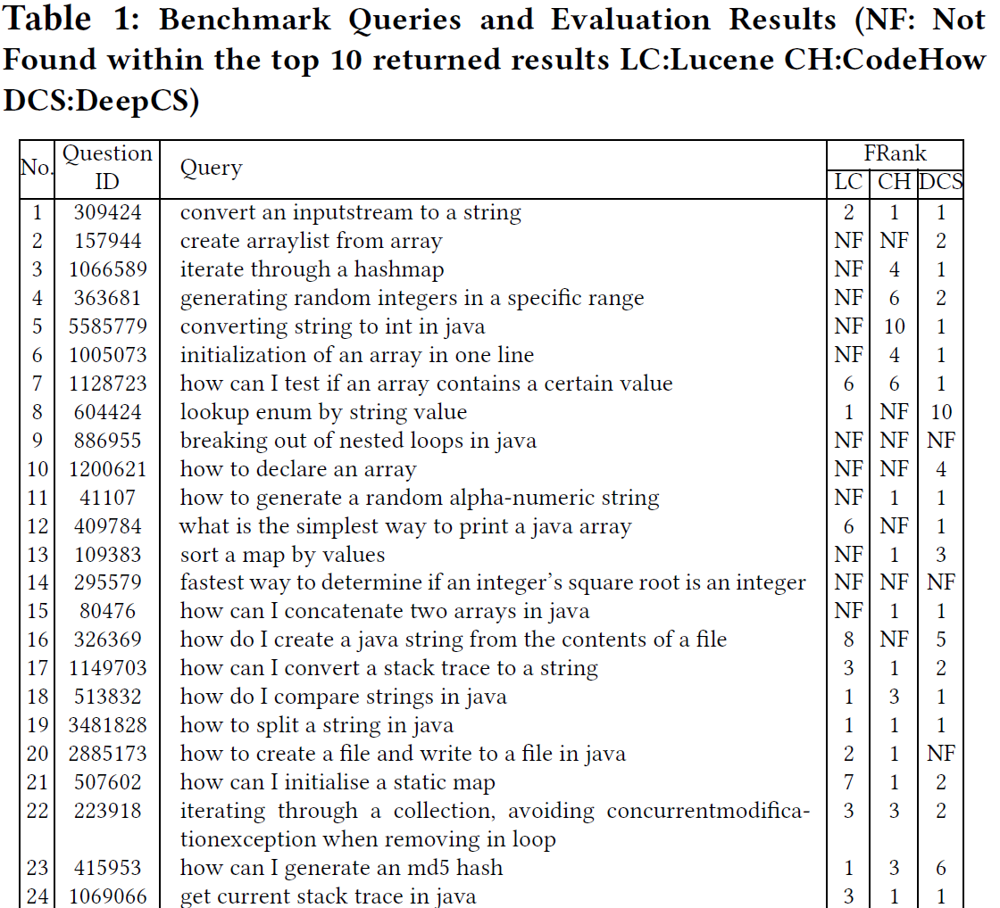 Table 1: Benchmark Queries and Evaluation Results (NF: Not
Found within the top 10 returned results LC:Lucene CH:CodeHow
DCS:DeepCS)
No. Question ID Query FRank
LC CH DCS
1 309424 convert an inputstream to a string 2 1 1
2 157944 create arraylist from array NF NF 2
3 1066589 iterate through a hashmap NF 4 1
4 363681 generating random integers in a specific range NF 6 2
5 5585779 converting string to int in java NF 10 1
6 1005073 initialization of an array in one line NF 4 1
7 1128723 how can I test if an array contains a certain value 6 6 1
8 604424 lookup enum by string value 1 NF 10
9 886955 breaking out of nested loops in java NF NF NF
10 1200621 how to declare an array NF NF 4
11 41107 how to generate a random alpha-numeric string NF 1 1
12 409784 what is the simplest way to print a java array 6 NF 1
13 109383 sort a map by values NF 1 3
14 295579 fastest way to determine if an integer's square root is an integer NF NF NF
15 80476 how can I concatenate two arrays in java NF 1 1
16 326369 how do I create a java string from the contents of a file 8 NF 5
17 1149703 how can I convert a stack trace to a string 3 1 2
18 513832 how do I compare strings in java 1 3 1
19 3481828 how to split a string in java 1 1 1
20 2885173 how to create a file and write to a file in java 2 1 NF
21 507602 how can I initialise a static map 7 1 2
22 223918 iterating through a collection, avoiding concurrentmodifica- 3 3 2
tionexception when removing in loop
23 415953 how can I generate an md5 hash 1 3 6
24 1069066 get current stack trace in java 3 1 1